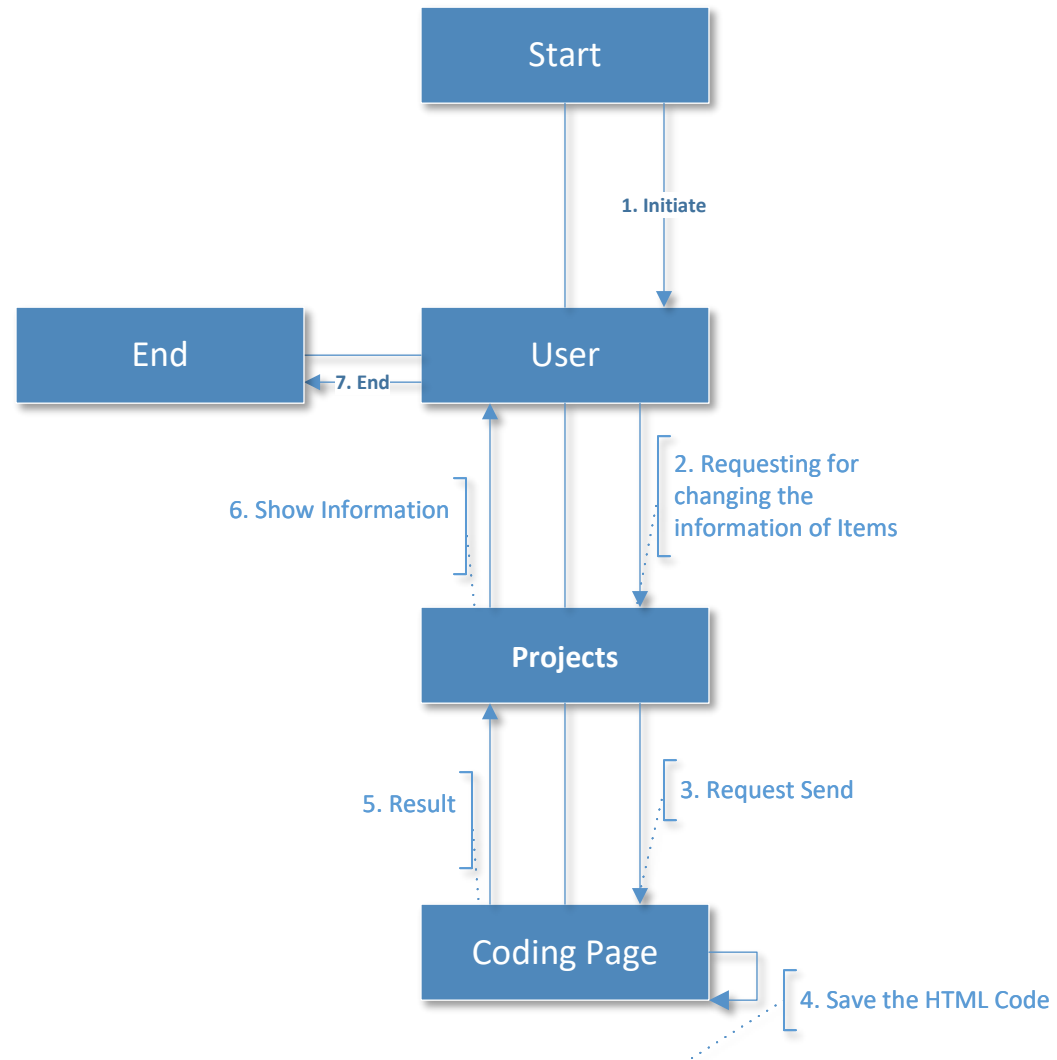 Start
1. Initiate
End
User
7. End
2. Requesting for
changing the
information of Items
6. Show Information
Projects
3. Request Send
5. Result
Coding Page
4. Save the HTML Code